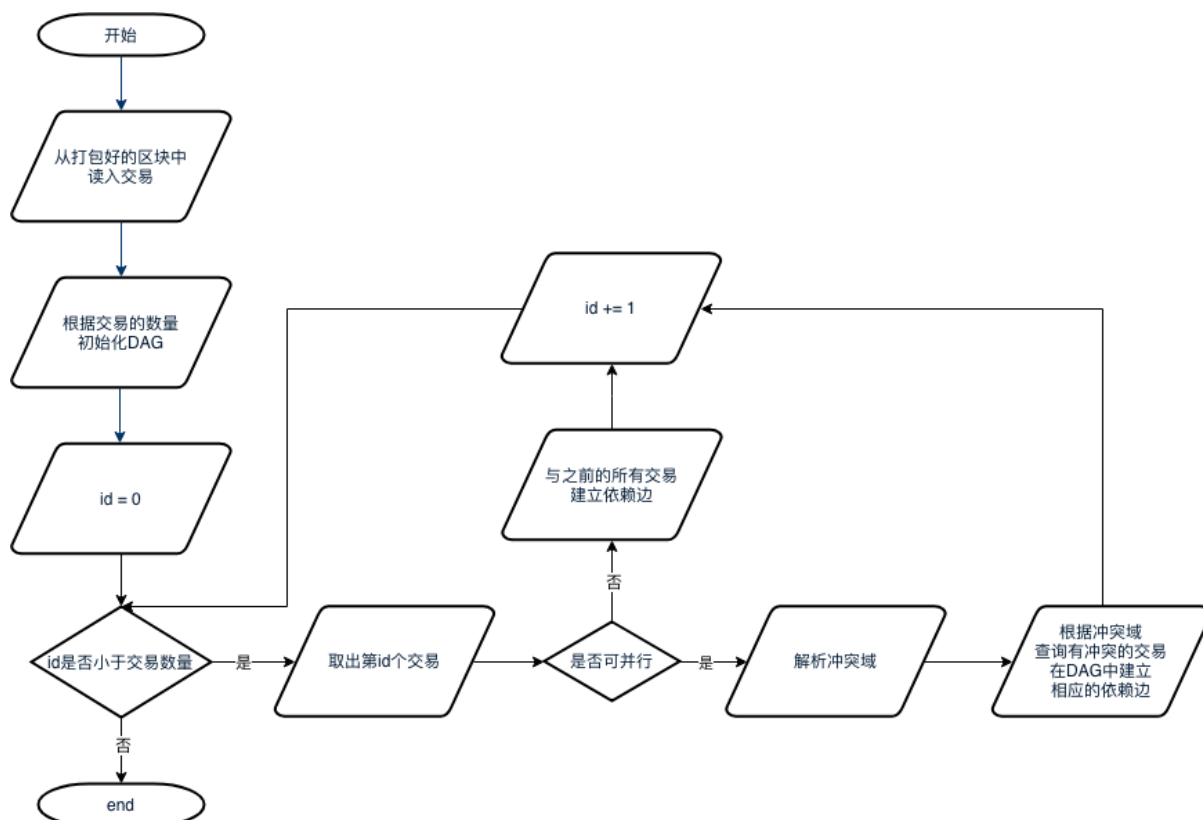 开始
从打包好的区块中
读入交易
根据交易的数量
初始化DAG
id = 0
id是否小于交易数量
是
取出第id个交易
是否可并行
是
解析冲突域
根据冲突域
查询有冲突的交易
在DAG中建立
相应的依赖边
否
与之前的所有交易
建立依赖边
id += 1
否
end